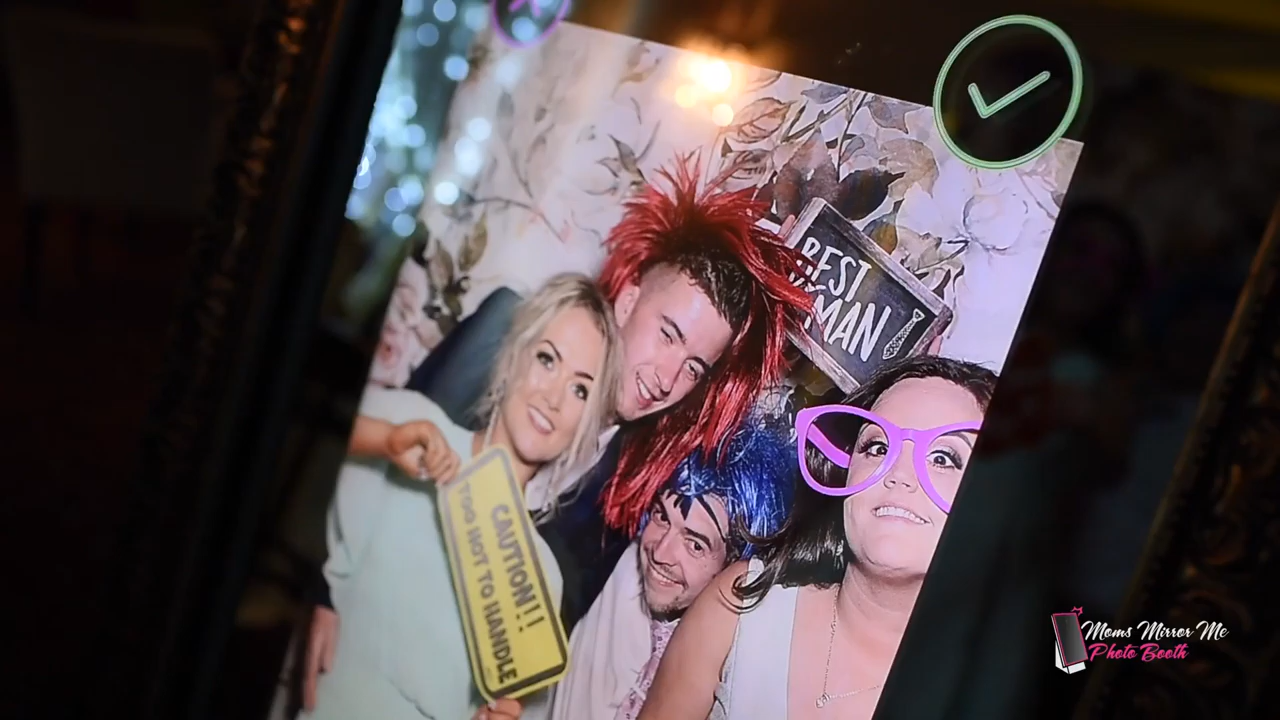 BEST
MAN
CAUTION!!
TOO HOT TO HANDLE
Moms Mirror Me
Photo Booth